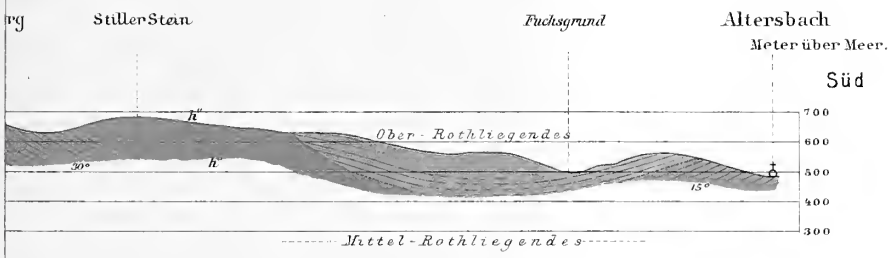 rg Stiller Stein Fuchsgrund Altersbach
Meter über Meer.
Süd
700
h"
Ober-Rothliegendes
600
h"
30°
500
15°
400
300
Mittel-Rothliegendes